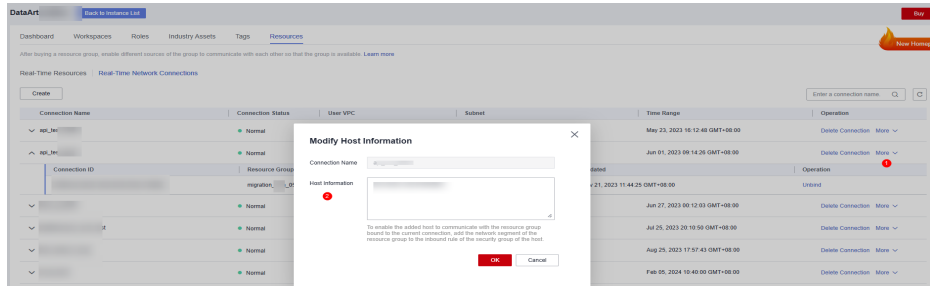 DataArt
Back to Instance List
Buy
Dashboard Workspaces Roles Industry Assets Tags Resources
After buying a resource group, enable different sources of the group to communicate with each other so that the group is available. Learn more
New Homep
Real-Time Resources Real-Time Network Connections
Create
Enter a connection name
Connection Name Connection Status User VPC Subnet Time Range Operation
api_te Normal May 23, 2023 16:12:48 GMT+08:00 Delete Connection More
api_te Normal Jun 01, 2023 09:14:26 GMT+08:00 Delete Connection More
1
Connection ID Resource Group dated Operation
migration_ _05 v 21, 2023 11:44:25 GMT+08:00 Unbind
Normal Jun 27, 2023 00:12:03 GMT+08:00 Delete Connection More
Normal Jul 25, 2023 20:10:50 GMT+08:00 Delete Connection More
Normal Aug 25, 2023 17:57:43 GMT+08:00 Delete Connection More
Normal Feb 05, 2024 10:40:00 GMT+08:00 Delete Connection More
Modify Host Information
Connection Name
Host Information
2
To enable the added host to communicate with the resource group
bound to the current connection, add the network segment of the
resource group to the inbound rule of the security group of the host.
OK Cancel